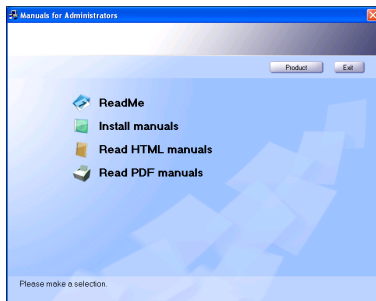 Manuals for Administrators
Product
Exit
ReadMe
Install manuals
Read HTML manuals
Read PDF manuals
Please make a selection.